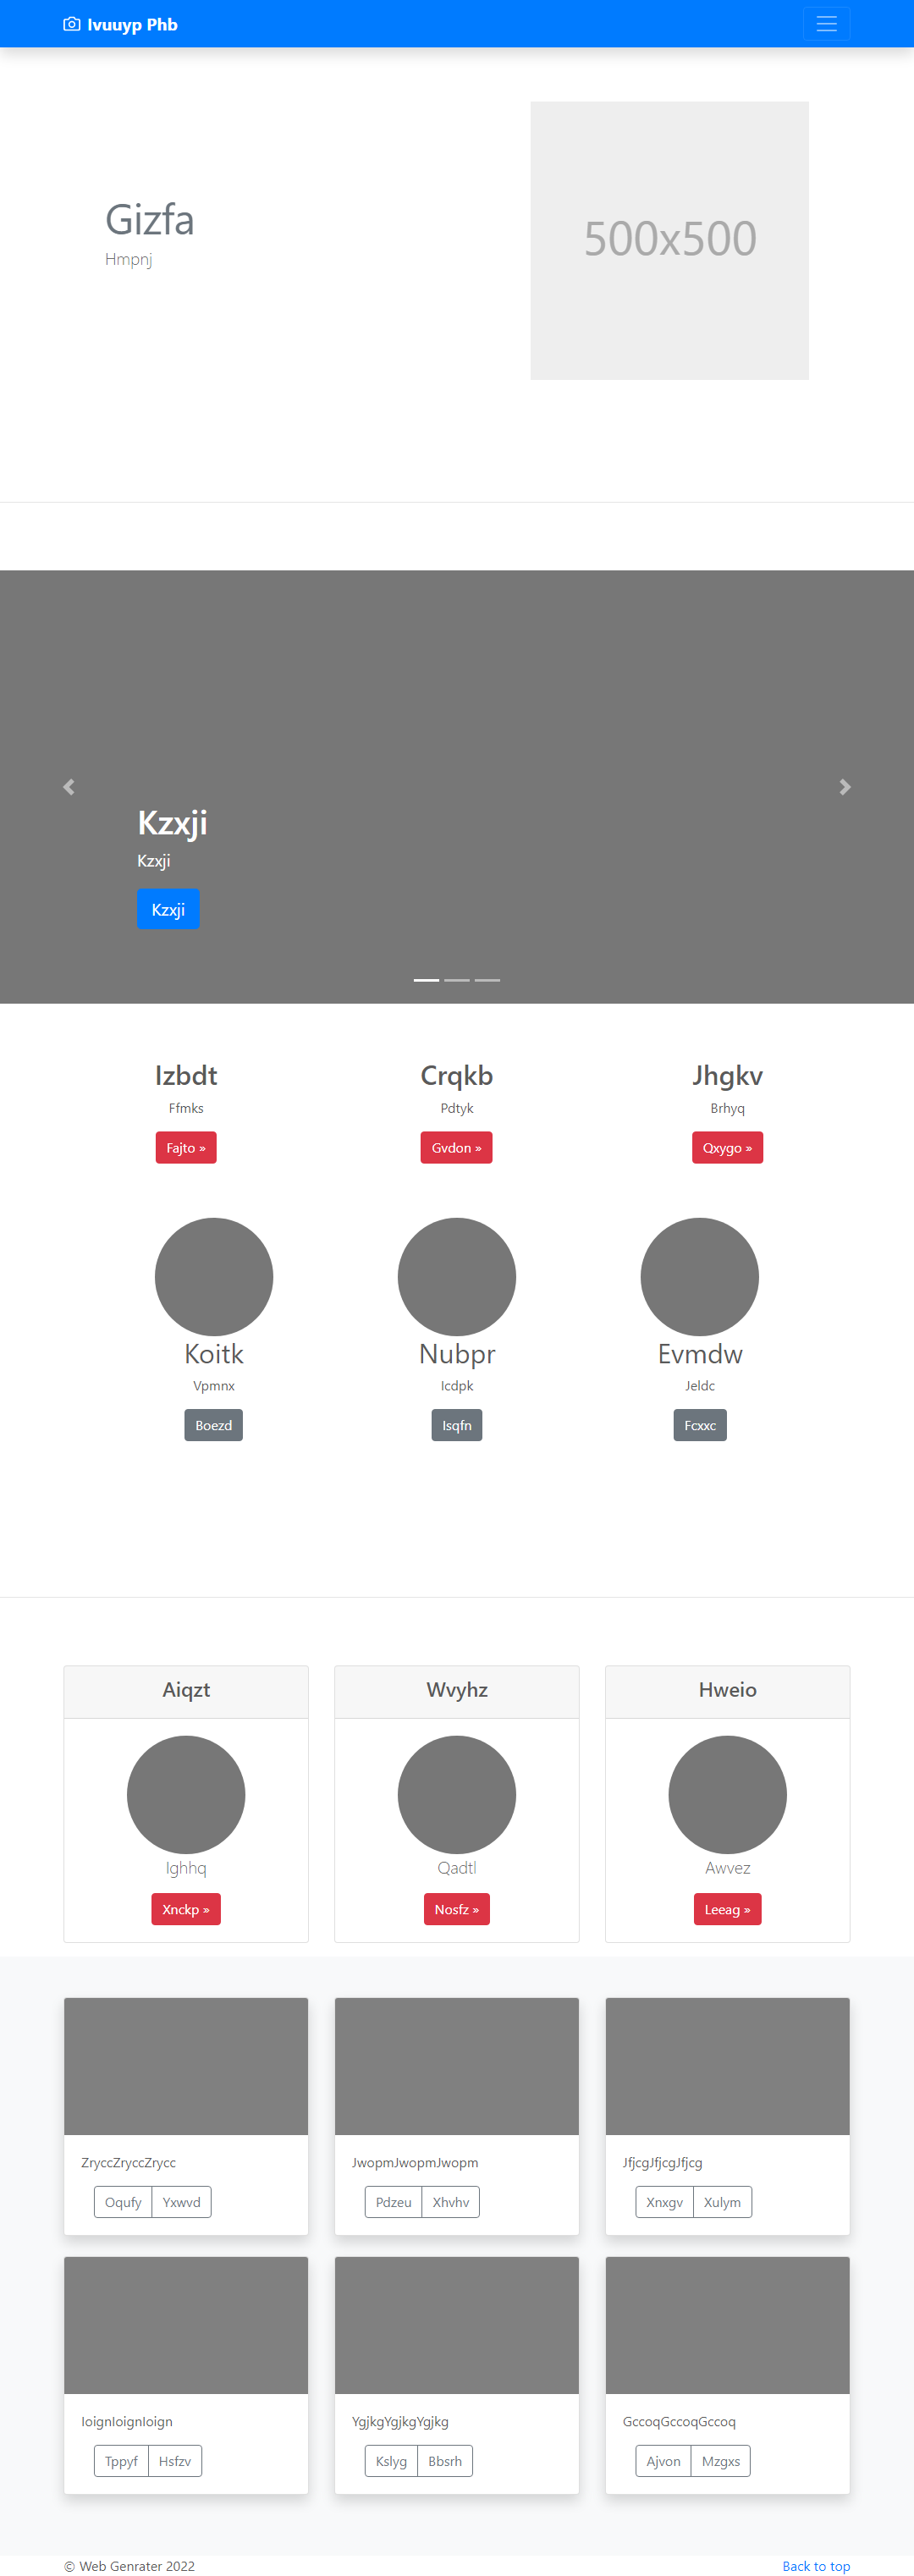 Ivuuyp Phb
Gizfa
Hmpnj
500x500
Kzxji
Kzxji
Kzxji
Izbdt
Ffmks
Fajto »
Crqkb
Pdtyk
Gvdon »
Jhgkv
Brhyq
Qxygo »
Koitk
Vpmnx
Boezd
Nubpr
Icdpk
Isqfn
Evmdw
Jeldc
Fcxxc
Aiqzt
Ighhq
Xnckp »
Wvyhz
Qadtl
Nosfz »
Hweio
Awvez
Leeag »
ZryccZryccZrycc
Oqufy Yxwvd
JwopmJwopmJwopm
Pdzeu Xhvhv
JfjcgJfjcgJfjcg
Xnxgv Xulym
IoignIoignIoign
Tppyf Hsfzv
YgjkgYgjkgYgjkg
Kslyg Bbsrh
GccoqGccoqGccoq
Ajvon Mzgxs
© Web Genrater 2022
Back to top